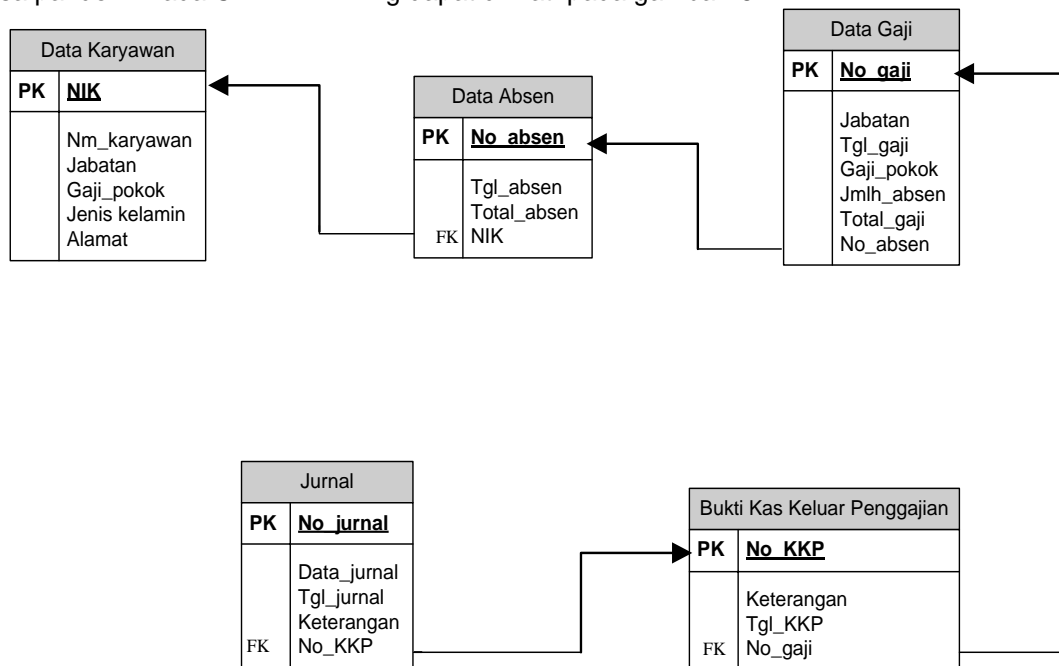 Data Karyawan
PK NIK
Nm_karyawan
Jabatan
Gaji_pokok
Jenis kelamin
Alamat
Data Absen
PK No_absen
Tgl_absen
Total_absen
FK NIK
Data Gaji
PK No_gaji
Jabatan
Tgl_gaji
Gaji_pokok
Jmlh_absen
Total_gaji
No_absen
Jurnal
PK No_jurnal
Data_jurnal
Tgl_jurnal
Keterangan
FK No_KKP
Bukti Kas Keluar Penggajian
PK No_KKP
Keterangan
Tgl_KKP
FK No_gaji